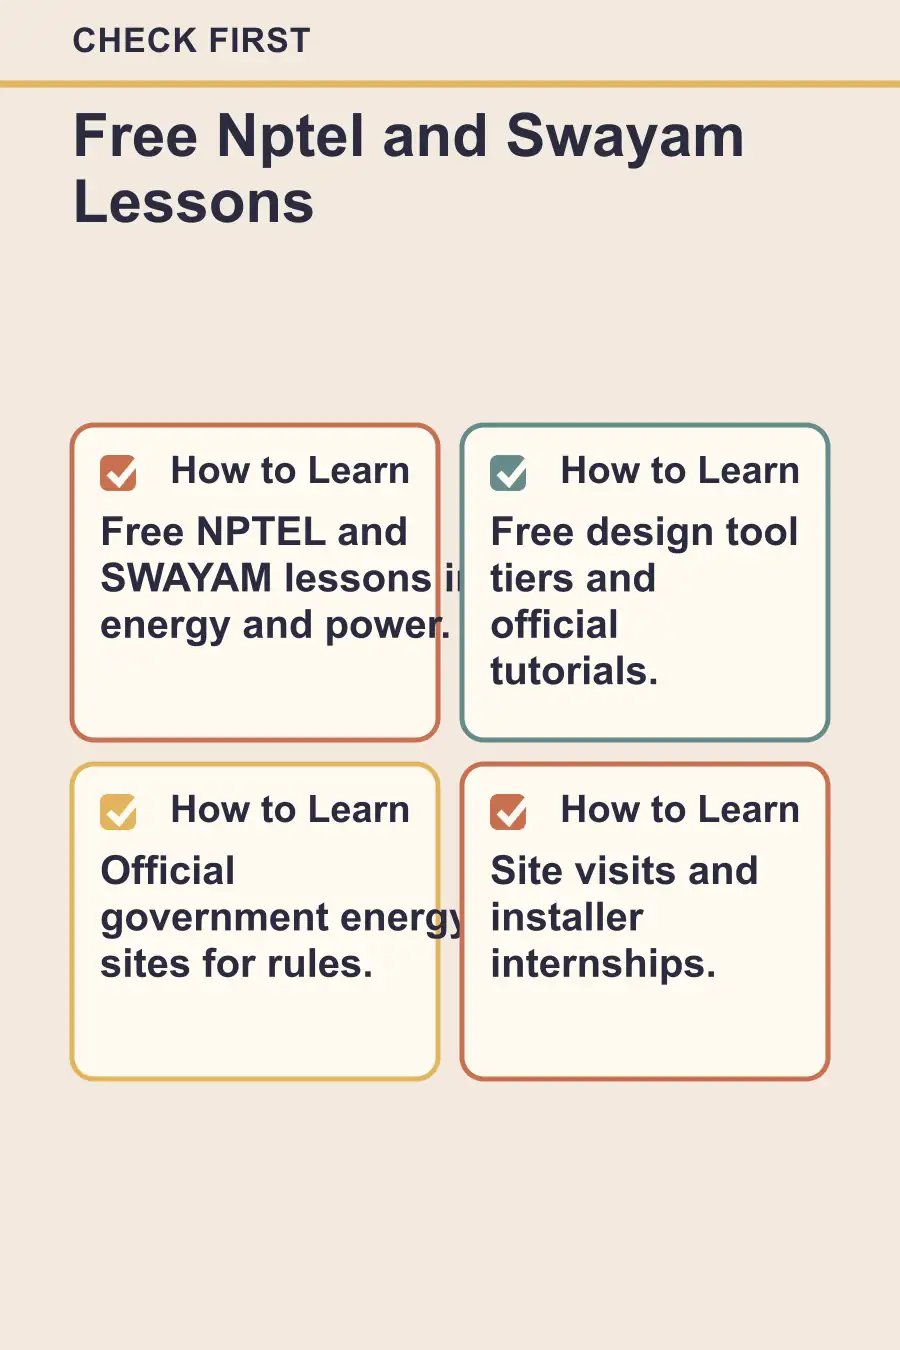 CHECK FIRST
Free Nptel and Swayam
Lessons
How to Learn
Free NPTEL and
SWAYAM lessons
energy and power.
How to Learn
Free design tool
tiers and
official
tutorials.
How to Learn
Official
government energy
sites for rules.
How to Learn
Site visits and
installer
internships.